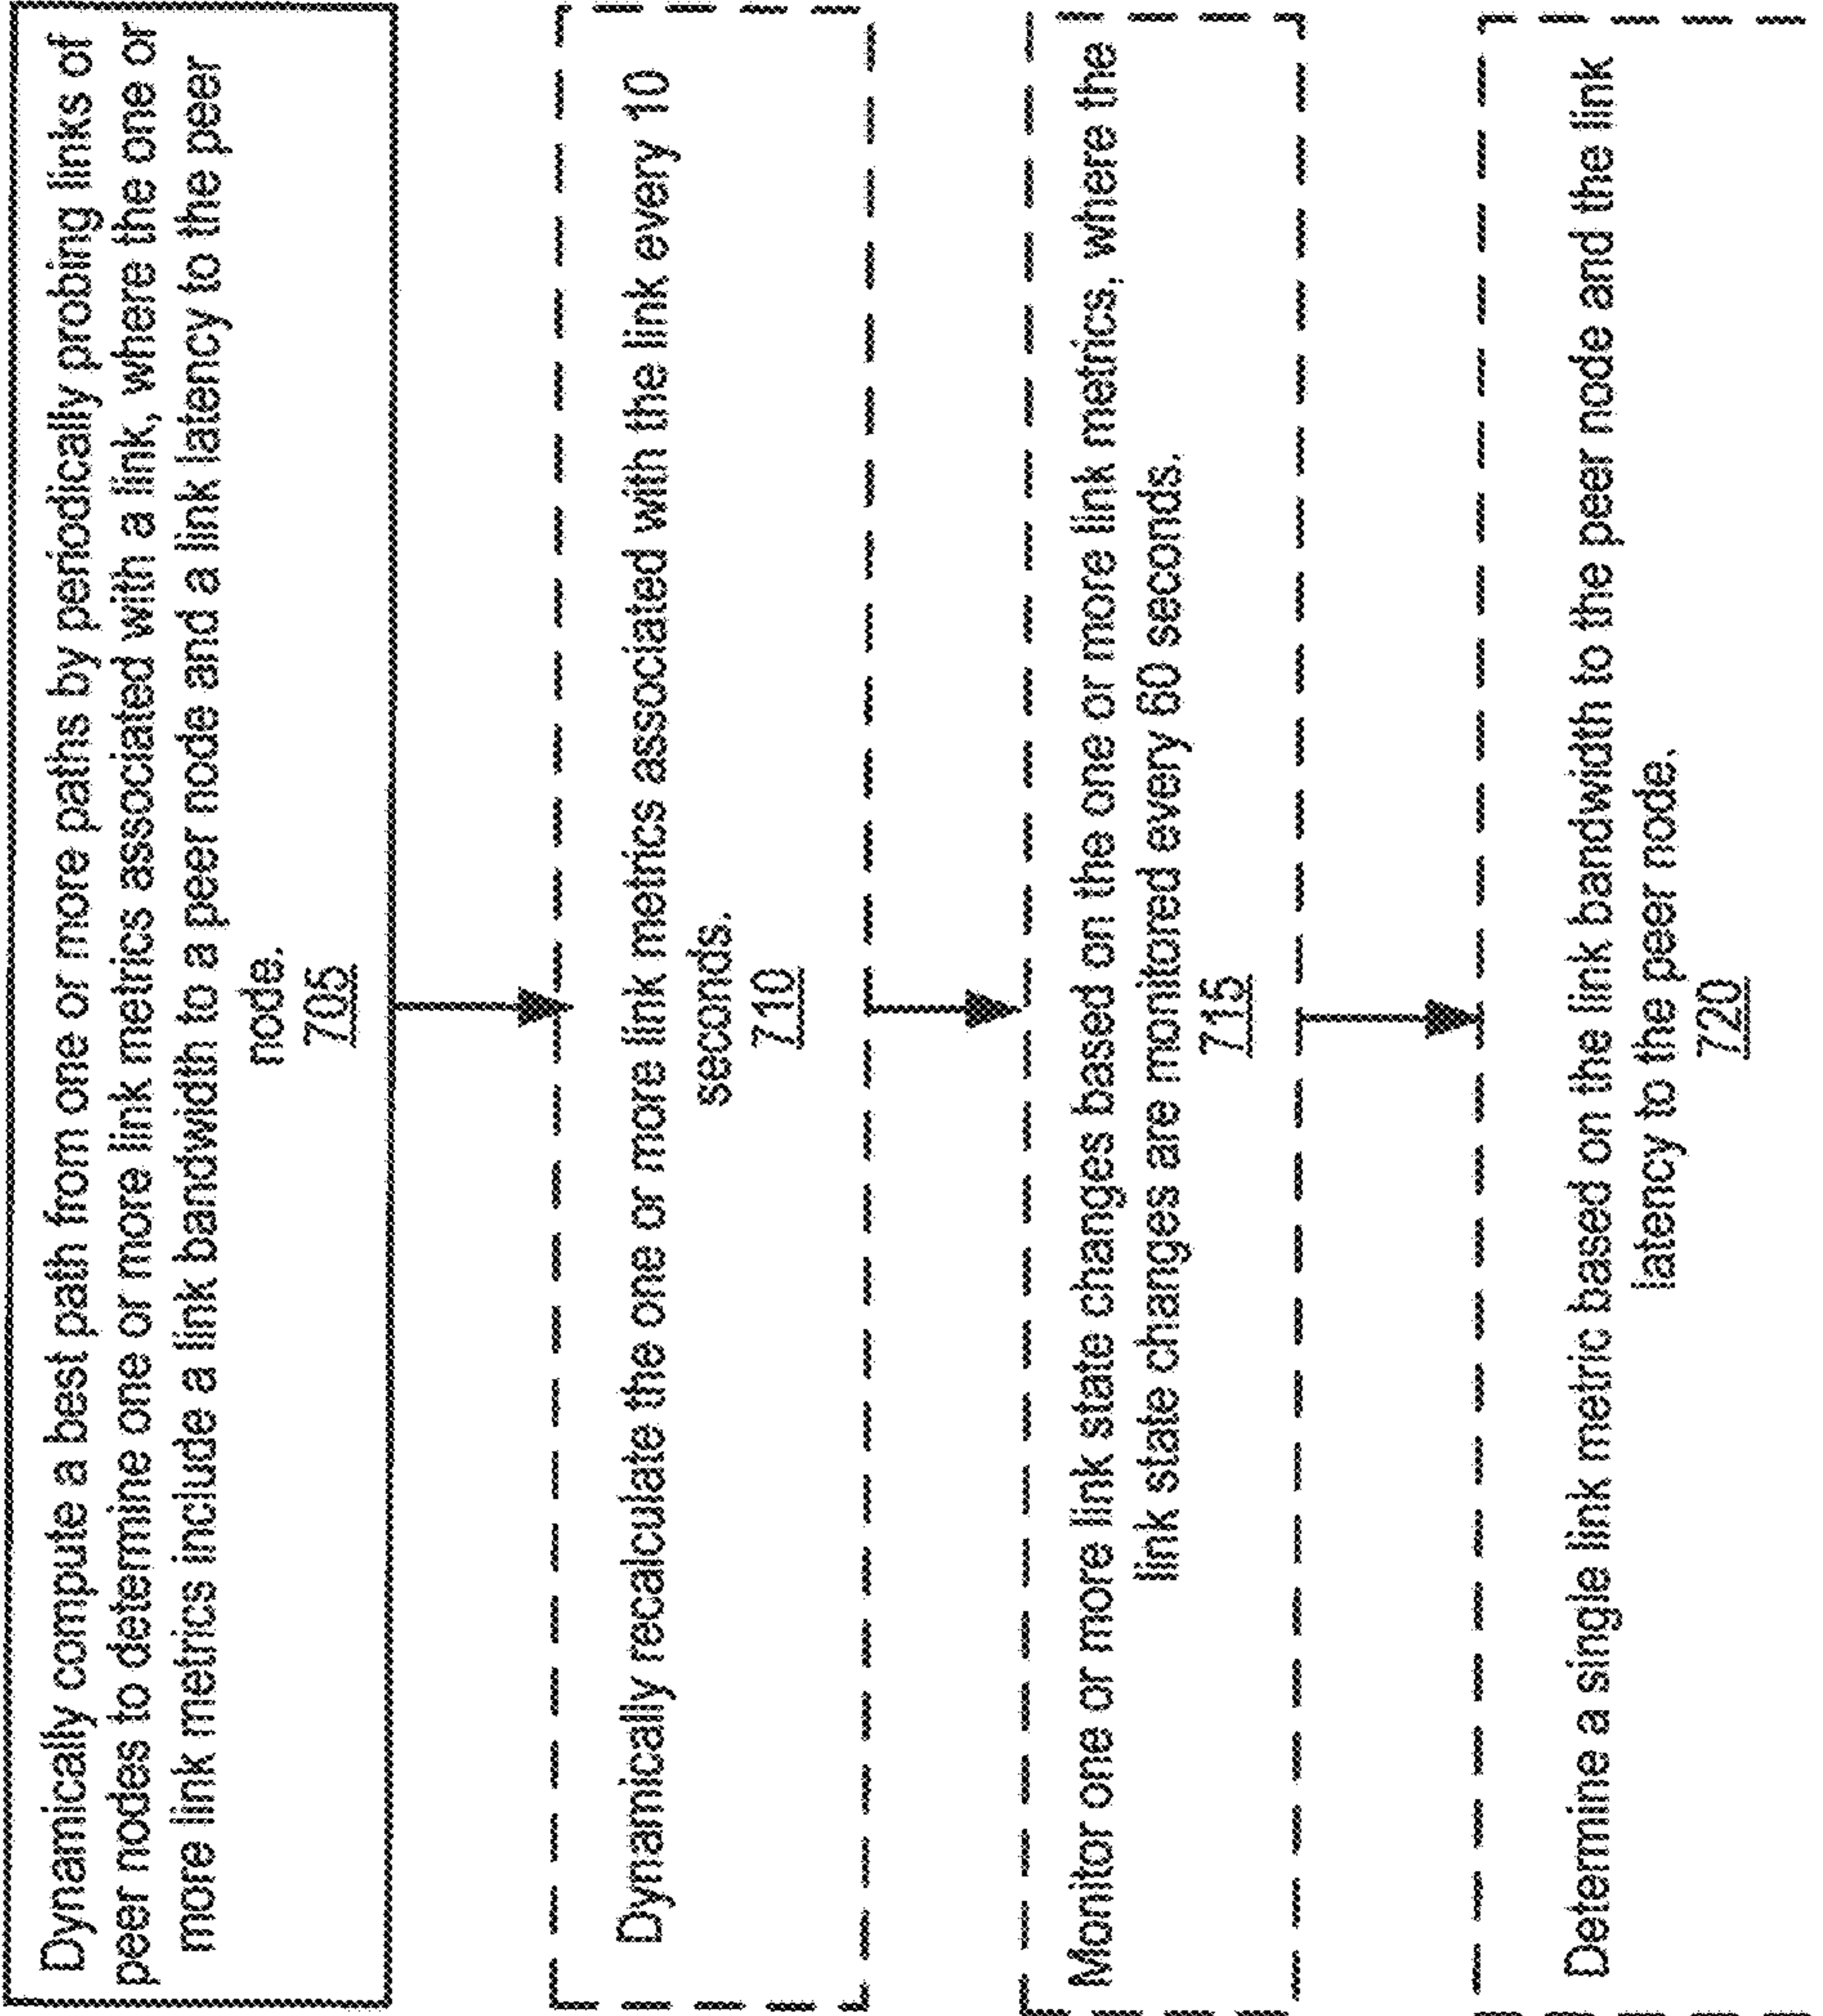 Dynamically compute a best path from one or more paths by periodically probing links of
peer nodes to determine one or more link metrics associated with a link, where the one or
more link metrics include a link bandwidth to a peer node and a link latency to the peer
node.
705
Dynamically recalculate the one or more link metrics associated with the link every 10
seconds.
710
Monitor one or more link state changes based on the one or more link metrics, where the
link state changes are monitored every 60 seconds.
715
Determine a single link metric based on the link bandwidth to the peer node and the link
latency to the peer node.
720